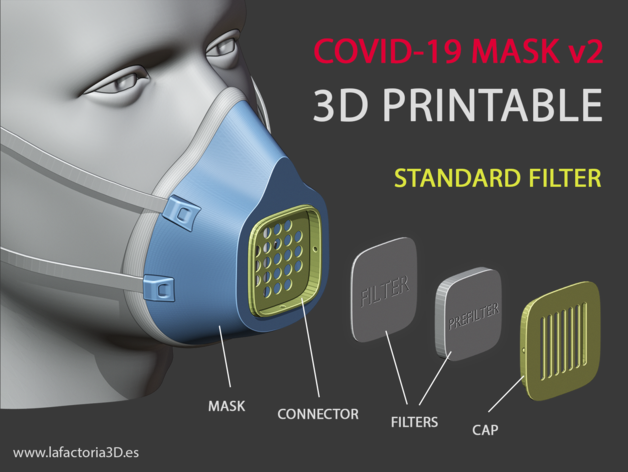 COVID-19 MASK v2
3D PRINTABLE
STANDARD FILTER
FILTER
PREFILTER
MASK
CONNECTOR
FILTERS
CAP
www.lafactoria3D.es